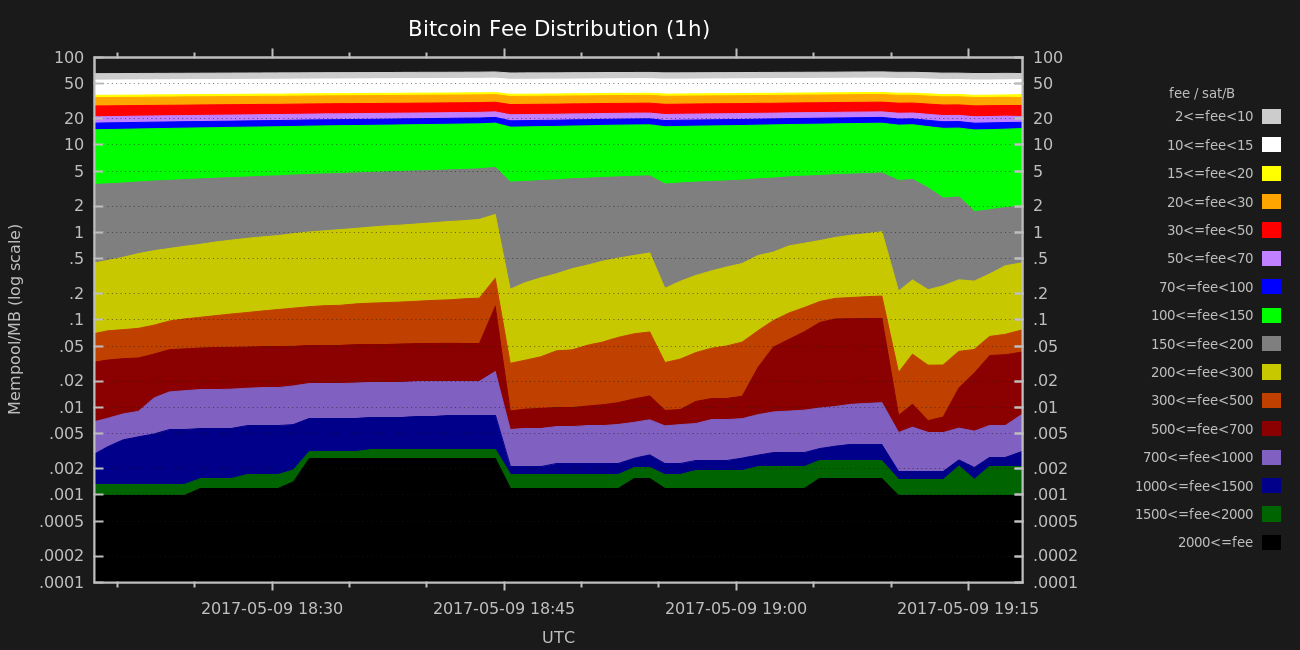 Bitcoin Fee Distribution (1h)
Mempool/MB (log scale)
100
50
20
10
5
2
1
.5
.2
.1
.05
.02
.01
.005
.002
.001
.0005
.0002
.0001
100
50
20
10
5
2
1
.5
.2
.1
.05
.02
.01
.005
.002
.001
.0005
.0002
.0001
2017-05-09 18:30
2017-05-09 18:45
2017-05-09 19:00
2017-05-09 19:15
UTC
fee / sat/B
2<=fee<10
10<=fee<15
15<=fee<20
20<=fee<30
30<=fee<50
50<=fee<70
70<=fee<100
100<=fee<150
150<=fee<200
200<=fee<300
300<=fee<500
500<=fee<700
700<=fee<1000
1000<=fee<1500
1500<=fee<2000
2000<=fee